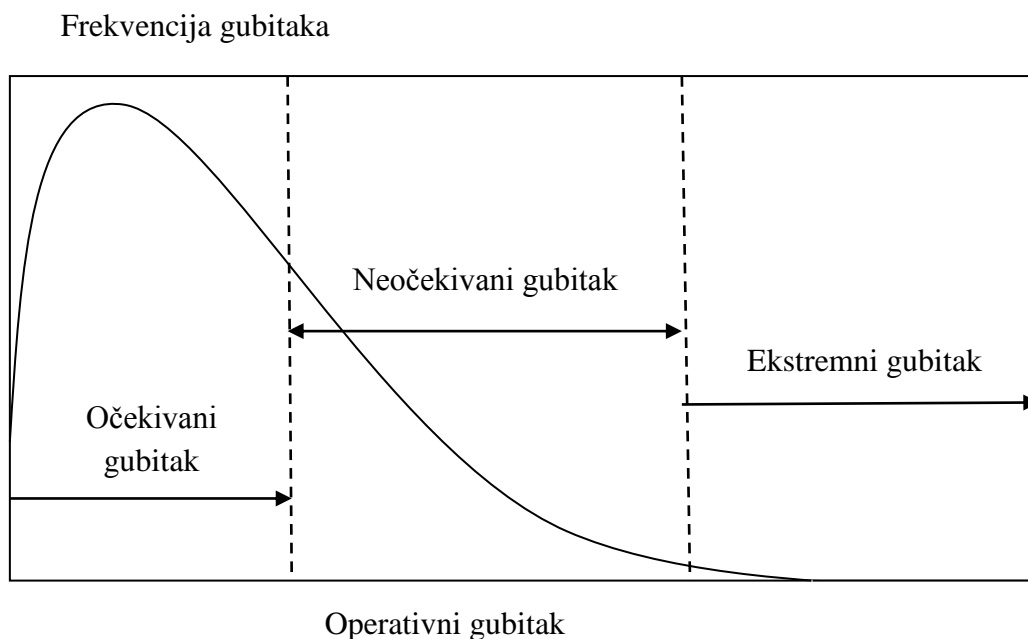 Frekvencija gubitaka
Neočekivani gubitak
Ekstremni gubitak
Očekivani
gubitak
Operativni gubitak